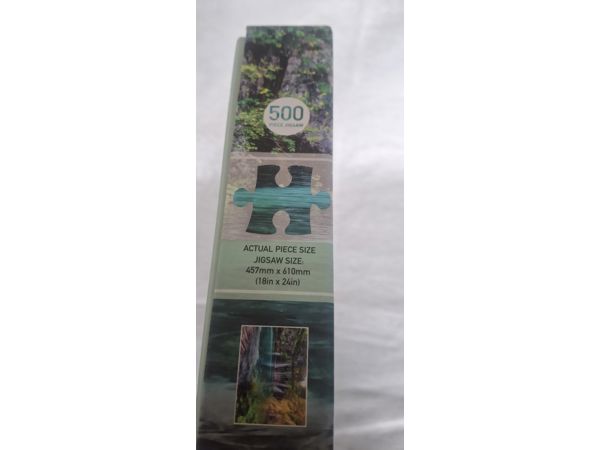 500
PIECE JIGSAW
ACTUAL PIECE SIZE
JIGSAW SIZE:
457mm x 610mm
(18in x 24in)